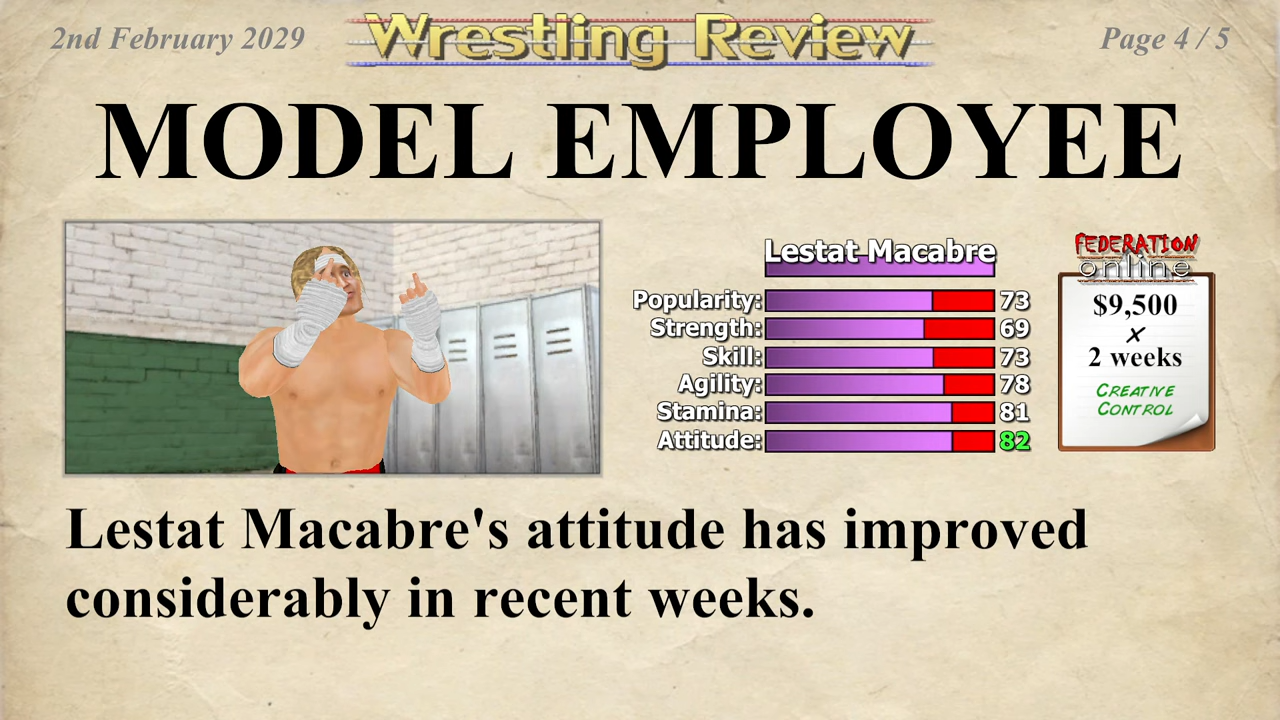 2nd February 2029
Wrestling Review
Page 4 / 5
MODEL EMPLOYEE
Lestat Macabre
Popularity: 73
Strength: 69
Skill: 73
Agility: 78
Stamina: 81
Attitude: 82
FEDERATION
online
$9,500
x
2 weeks
CREATIVE
CONTROL
Lestat Macabre's attitude has improved
considerably in recent weeks.